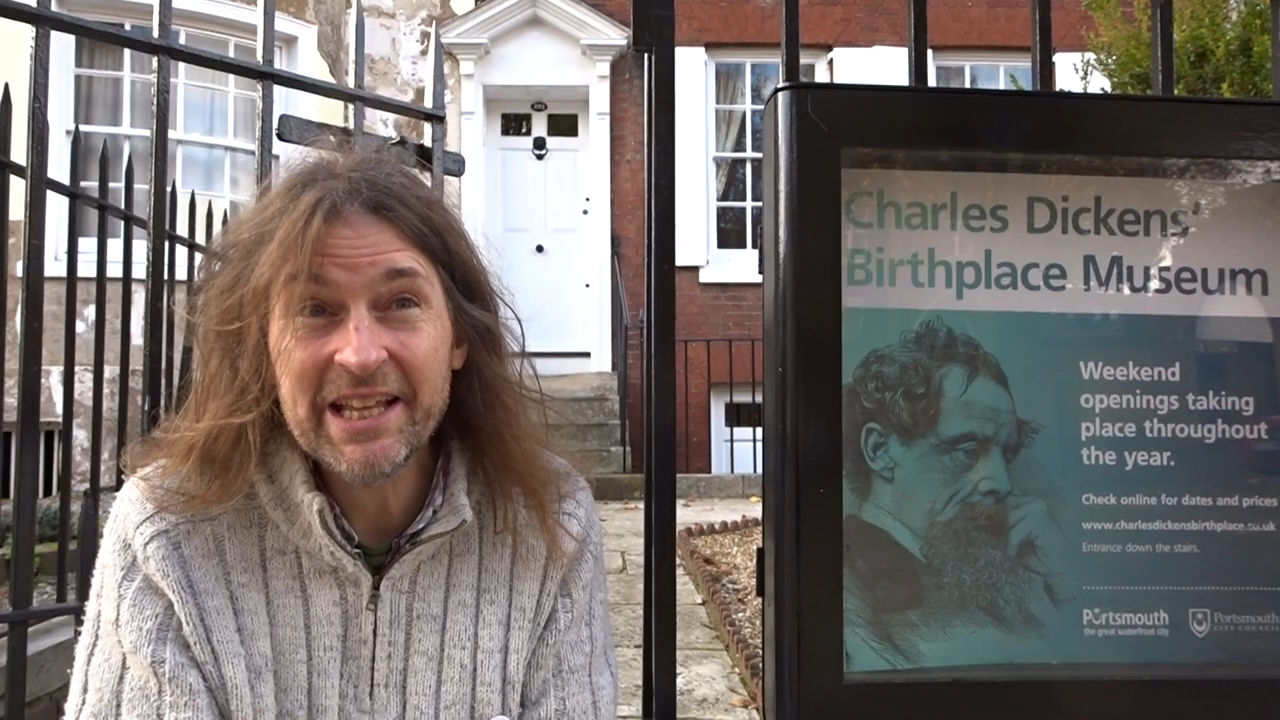 Charles Dickens'
Birthplace Museum
Weekend
openings taking
place throughout
the year.
Check online for dates and prices
www.charlesdickensbirthplace.co.uk
Entrance down the stairs.
Portsmouth
the great waterfront city
Portsmouth
CITY COUNCIL